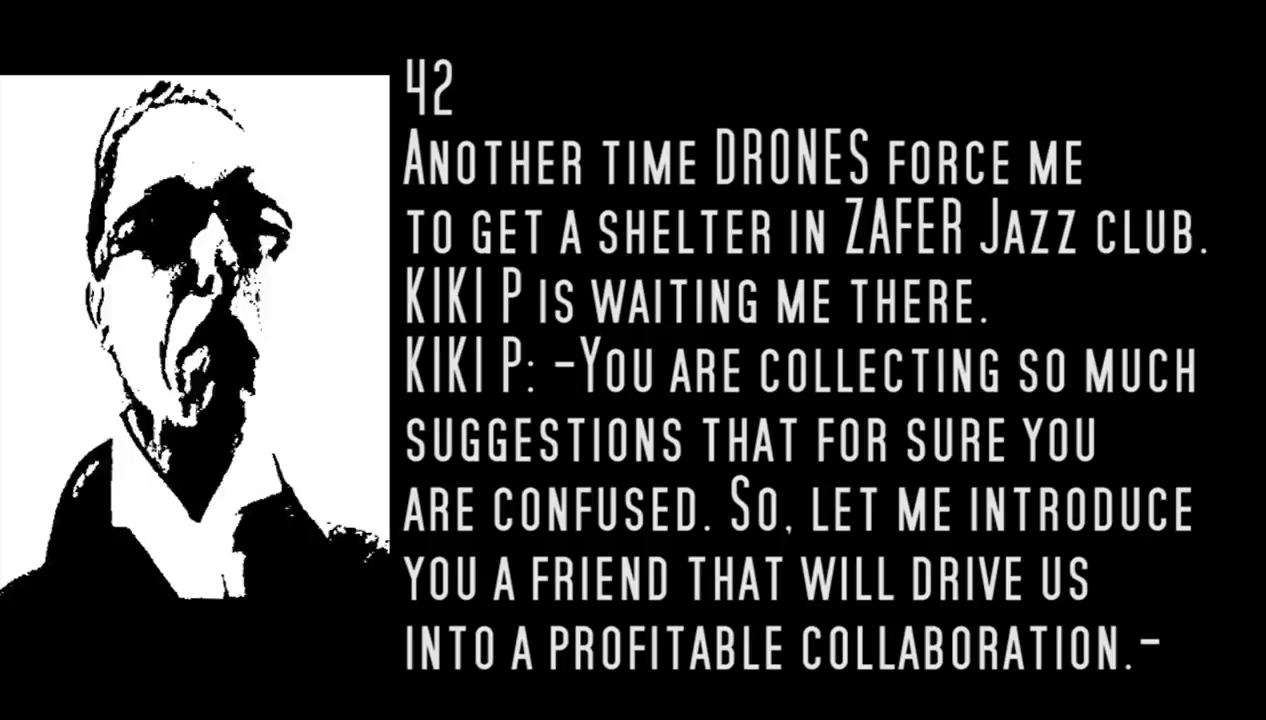 42
Another time DRONES force me
to get a shelter in ZAFER Jazz club.
KIKI P is waiting me there.
KIKI P: -You are collecting so much
suggestions that for sure you
are confused. So, let me introduce
you a friend that will drive us
into a profitable collaboration.-